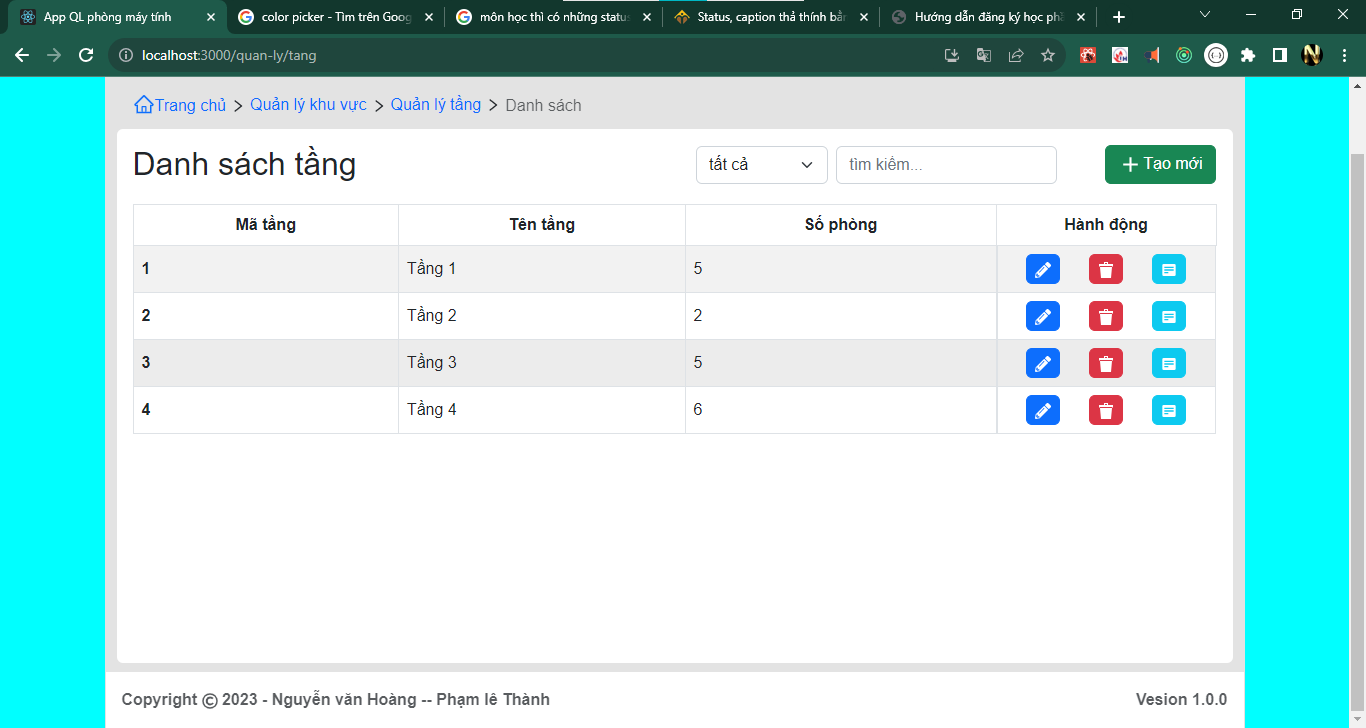 App QL phòng máy tính
color picker - Tìm trên Goog
môn học thì có những status
Status, caption thả thính bằn
Hướng dẫn đăng ký học phầ
localhost:3000/quan-ly/tang
Trang chủ > Quản lý khu vực > Quản lý tầng > Danh sách
Danh sách tầng
tất cả
tìm kiếm...
+ Tạo mới
Mã tầng Tên tầng Số phòng Hành động
1 Tầng 1 5
2 Tầng 2 2
3 Tầng 3 5
4 Tầng 4 6
Copyright © 2023 - Nguyễn văn Hoàng -- Phạm lê Thành
Vesion 1.0.0